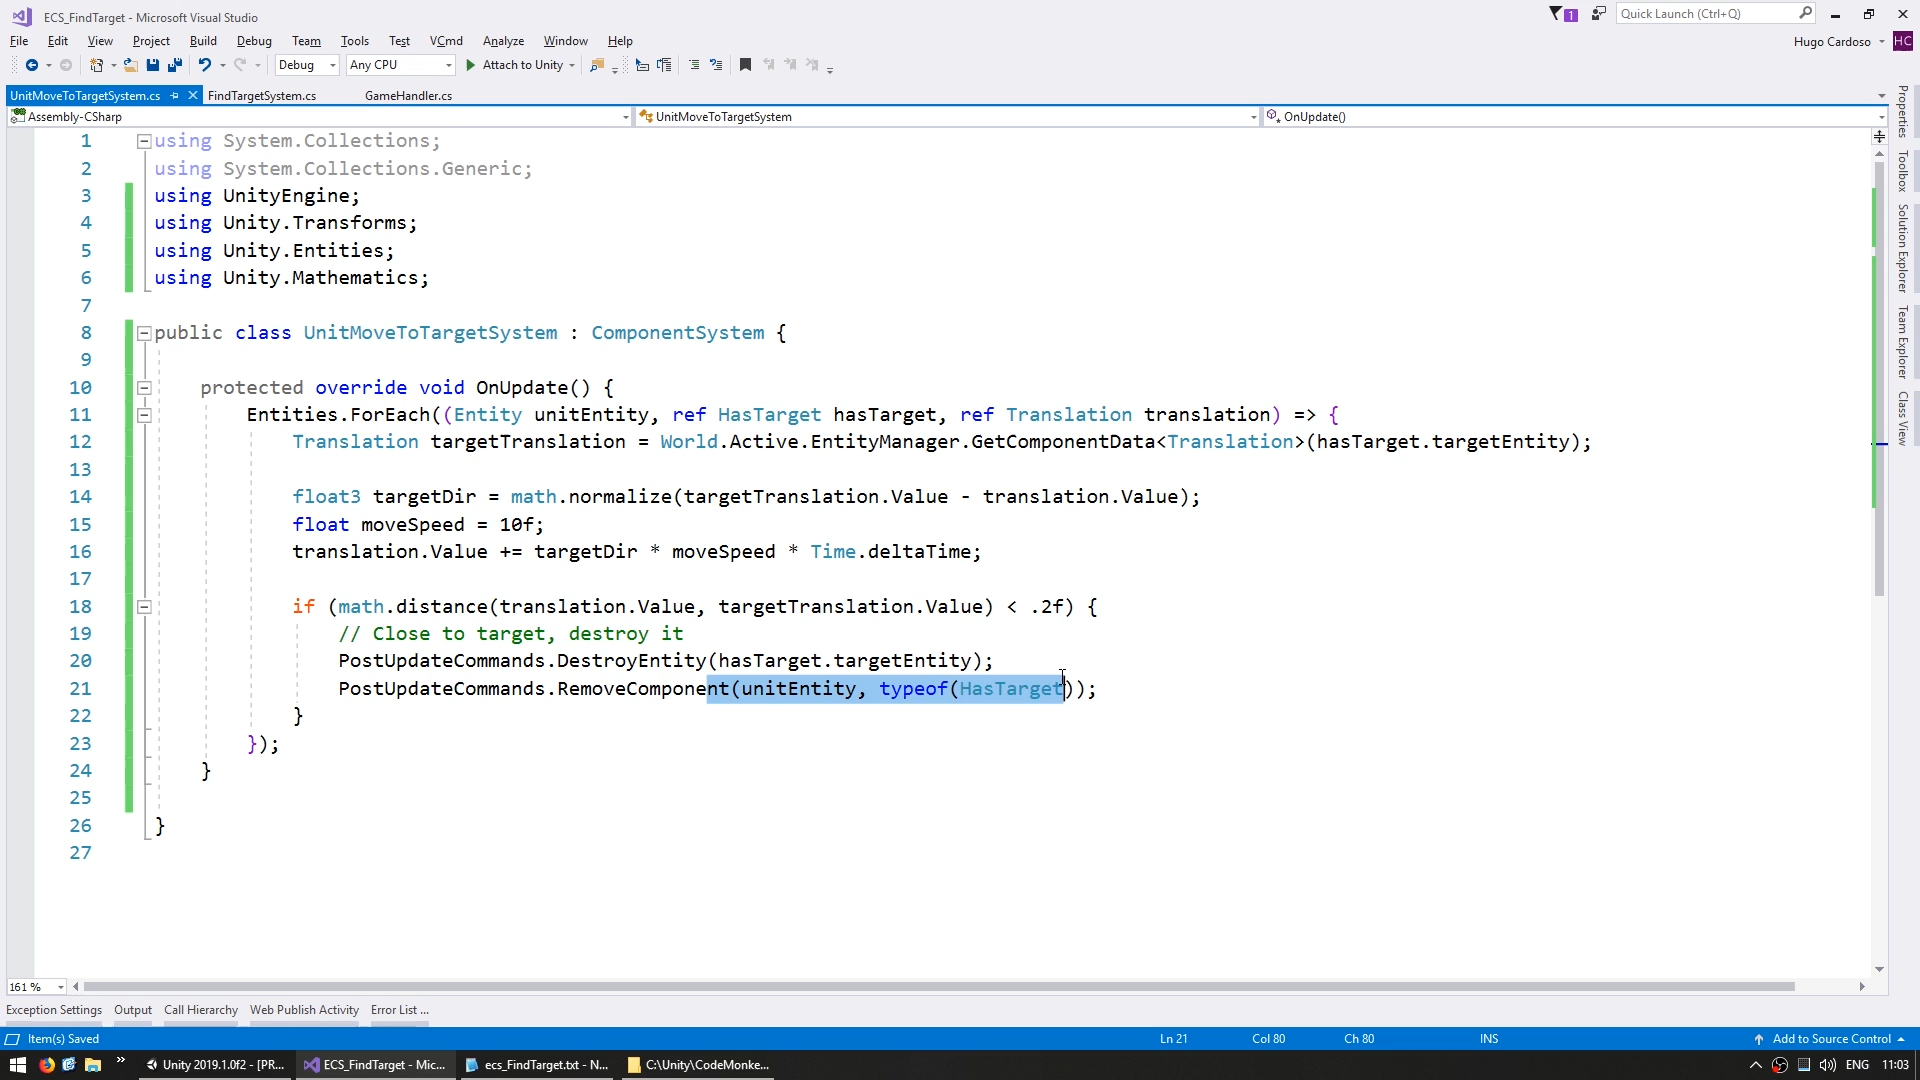 ECS_FindTarget - Microsoft Visual Studio
1
Quick Launch (Ctrl+Q)
File Edit View Project Build Debug Team Tools Test VCmd Analyze Window Help
Hugo Cardoso HC
Debug Any CPU Attach to Unity
UnitMoveToTargetSystem.cs FindTargetSystem.cs GameHandler.cs
Assembly-CSharp UnitMoveToTargetSystem OnUpdate()
1 using System.Collections;
2 using System.Collections.Generic;
3 using UnityEngine;
4 using Unity.Transforms;
5 using Unity.Entities;
6 using Unity.Mathematics;
7
8 public class UnitMoveToTargetSystem : ComponentSystem {
9
10 protected override void OnUpdate() {
11 Entities.ForEach((Entity unitEntity, ref HasTarget hasTarget, ref Translation translation) => {
12 Translation targetTranslation = World.Active.EntityManager.GetComponentData<Translation>(hasTarget.targetEntity);
13
14 float3 targetDir = math.normalize(targetTranslation.Value - translation.Value);
15 float moveSpeed = 10f;
16 translation.Value += targetDir * moveSpeed * Time.deltaTime;
17
18 if (math.distance(translation.Value, targetTranslation.Value) < .2f) {
19 // Close to target, destroy it
20 PostUpdateCommands.DestroyEntity(hasTarget.targetEntity);
21 PostUpdateCommands.RemoveComponent(unitEntity, typeof(HasTarget));
22 }
23 });
24 }
25
26 }
27
Properties
Toolbox
Solution Explorer
Team Explorer
Class View
161 %
Exception Settings Output Call Hierarchy Web Publish Activity Error List ...
Item(s) Saved Ln 21 Col 80 Ch 80 INS Add to Source Control
» Unity 2019.1.0f2 - [PR... ECS_FindTarget - Mic... ecs_FindTarget.txt - N... C:\Unity\CodeMonke... ENG 11:03